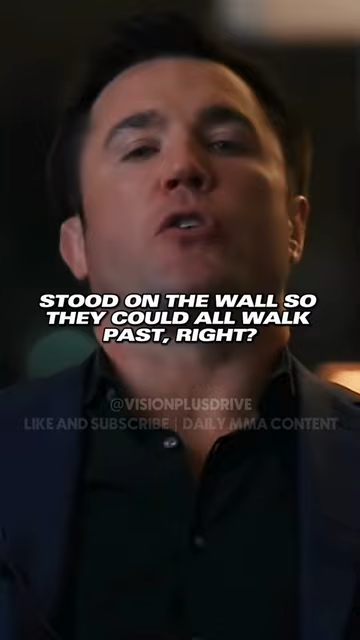 STOOD ON THE WALL SO
THEY COULD ALL WALK
PAST, RIGHT?
@VISIONPLUSDRIVE
LIKE AND SUBSCRIBE | DAILY MMA CONTENT